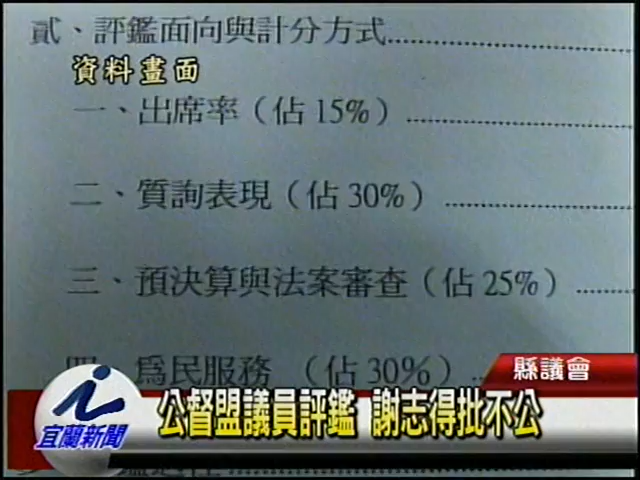 貳、評鑑面向與計分方式
資料畫面
一、出席率（佔 15%）
二、質詢表現（佔 30%）
三、預決算與法案審查（佔 25%）
四、為民服務 （佔 30%）
縣議會
公督盟議員評鑑 謝志得批不公
宜蘭新聞